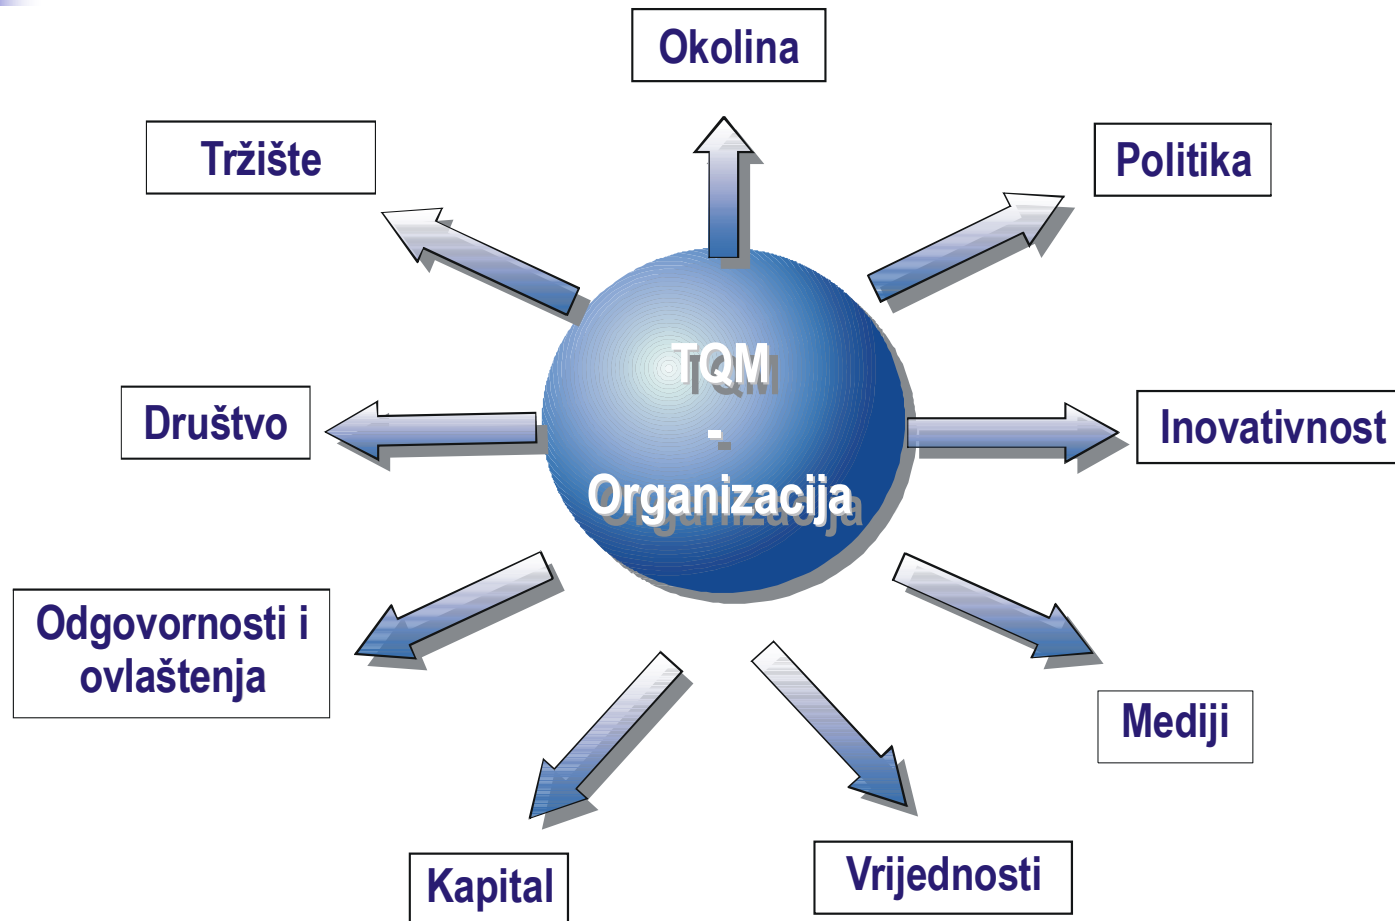 Okolina
Tržište
Politika
TQM
-
Organizacija
Društvo
Inovativnost
Odgovornosti i
ovlaštenja
Mediji
Kapital
Vrijednosti